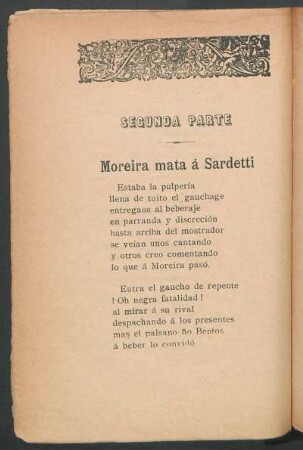 SEGUNDA PARTE
Moreira mata á Sardetti
Estaba la pulpería
llena de tuito el gauchage
entregaos al beberaje
en parranda y discreción
hasta arriba del mostrador
se veían unos cantando
y otros creo comentando
lo que á Moreira pasó.
Entra el gaucho de repente
! Oh negra fatalidad !
al mirar á su rival
despachando á los presentes
mas el paisano ño Bentos
á beber lo convidó